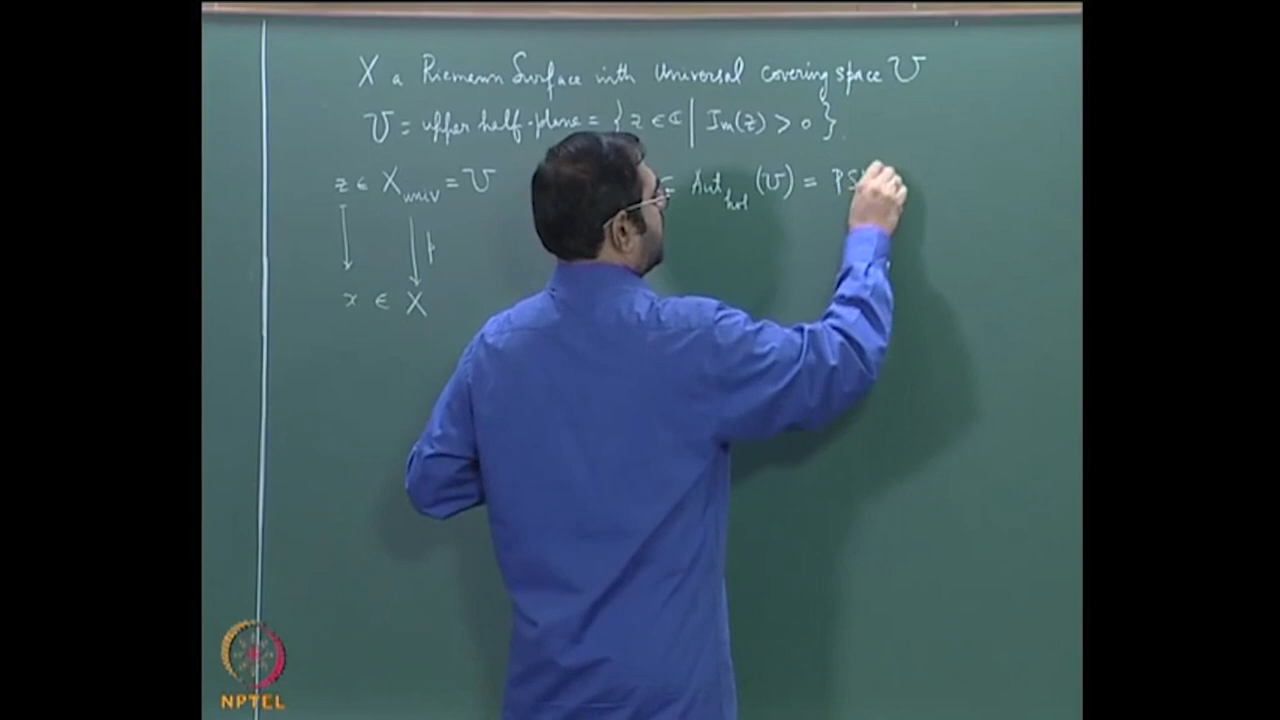 X a Riemann Surface with Universal covering space U
U = upper half-plane = { z ∈ ℂ | Im(z) > 0 }
z ∈ X_univ = U Aut_hol (U) = PS
p
x ∈ X
NPTEL